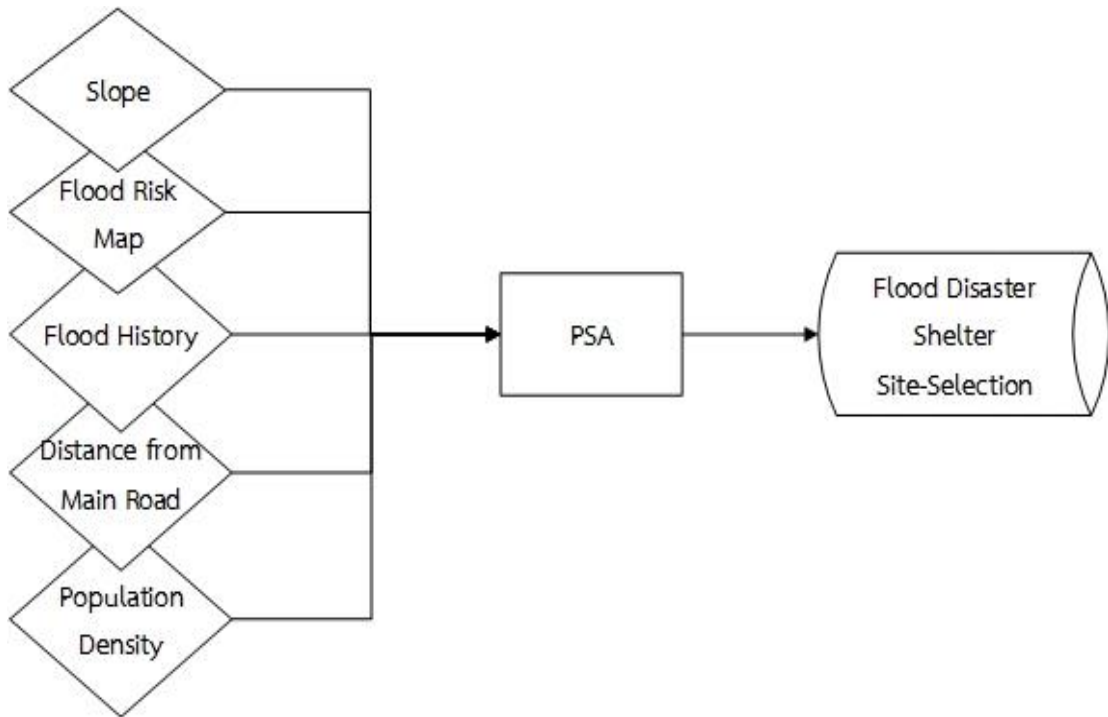 Slope
Flood Risk
Map
Flood History
Distance from
Main Road
Population
Density
PSA
Flood Disaster
Shelter
Site-Selection